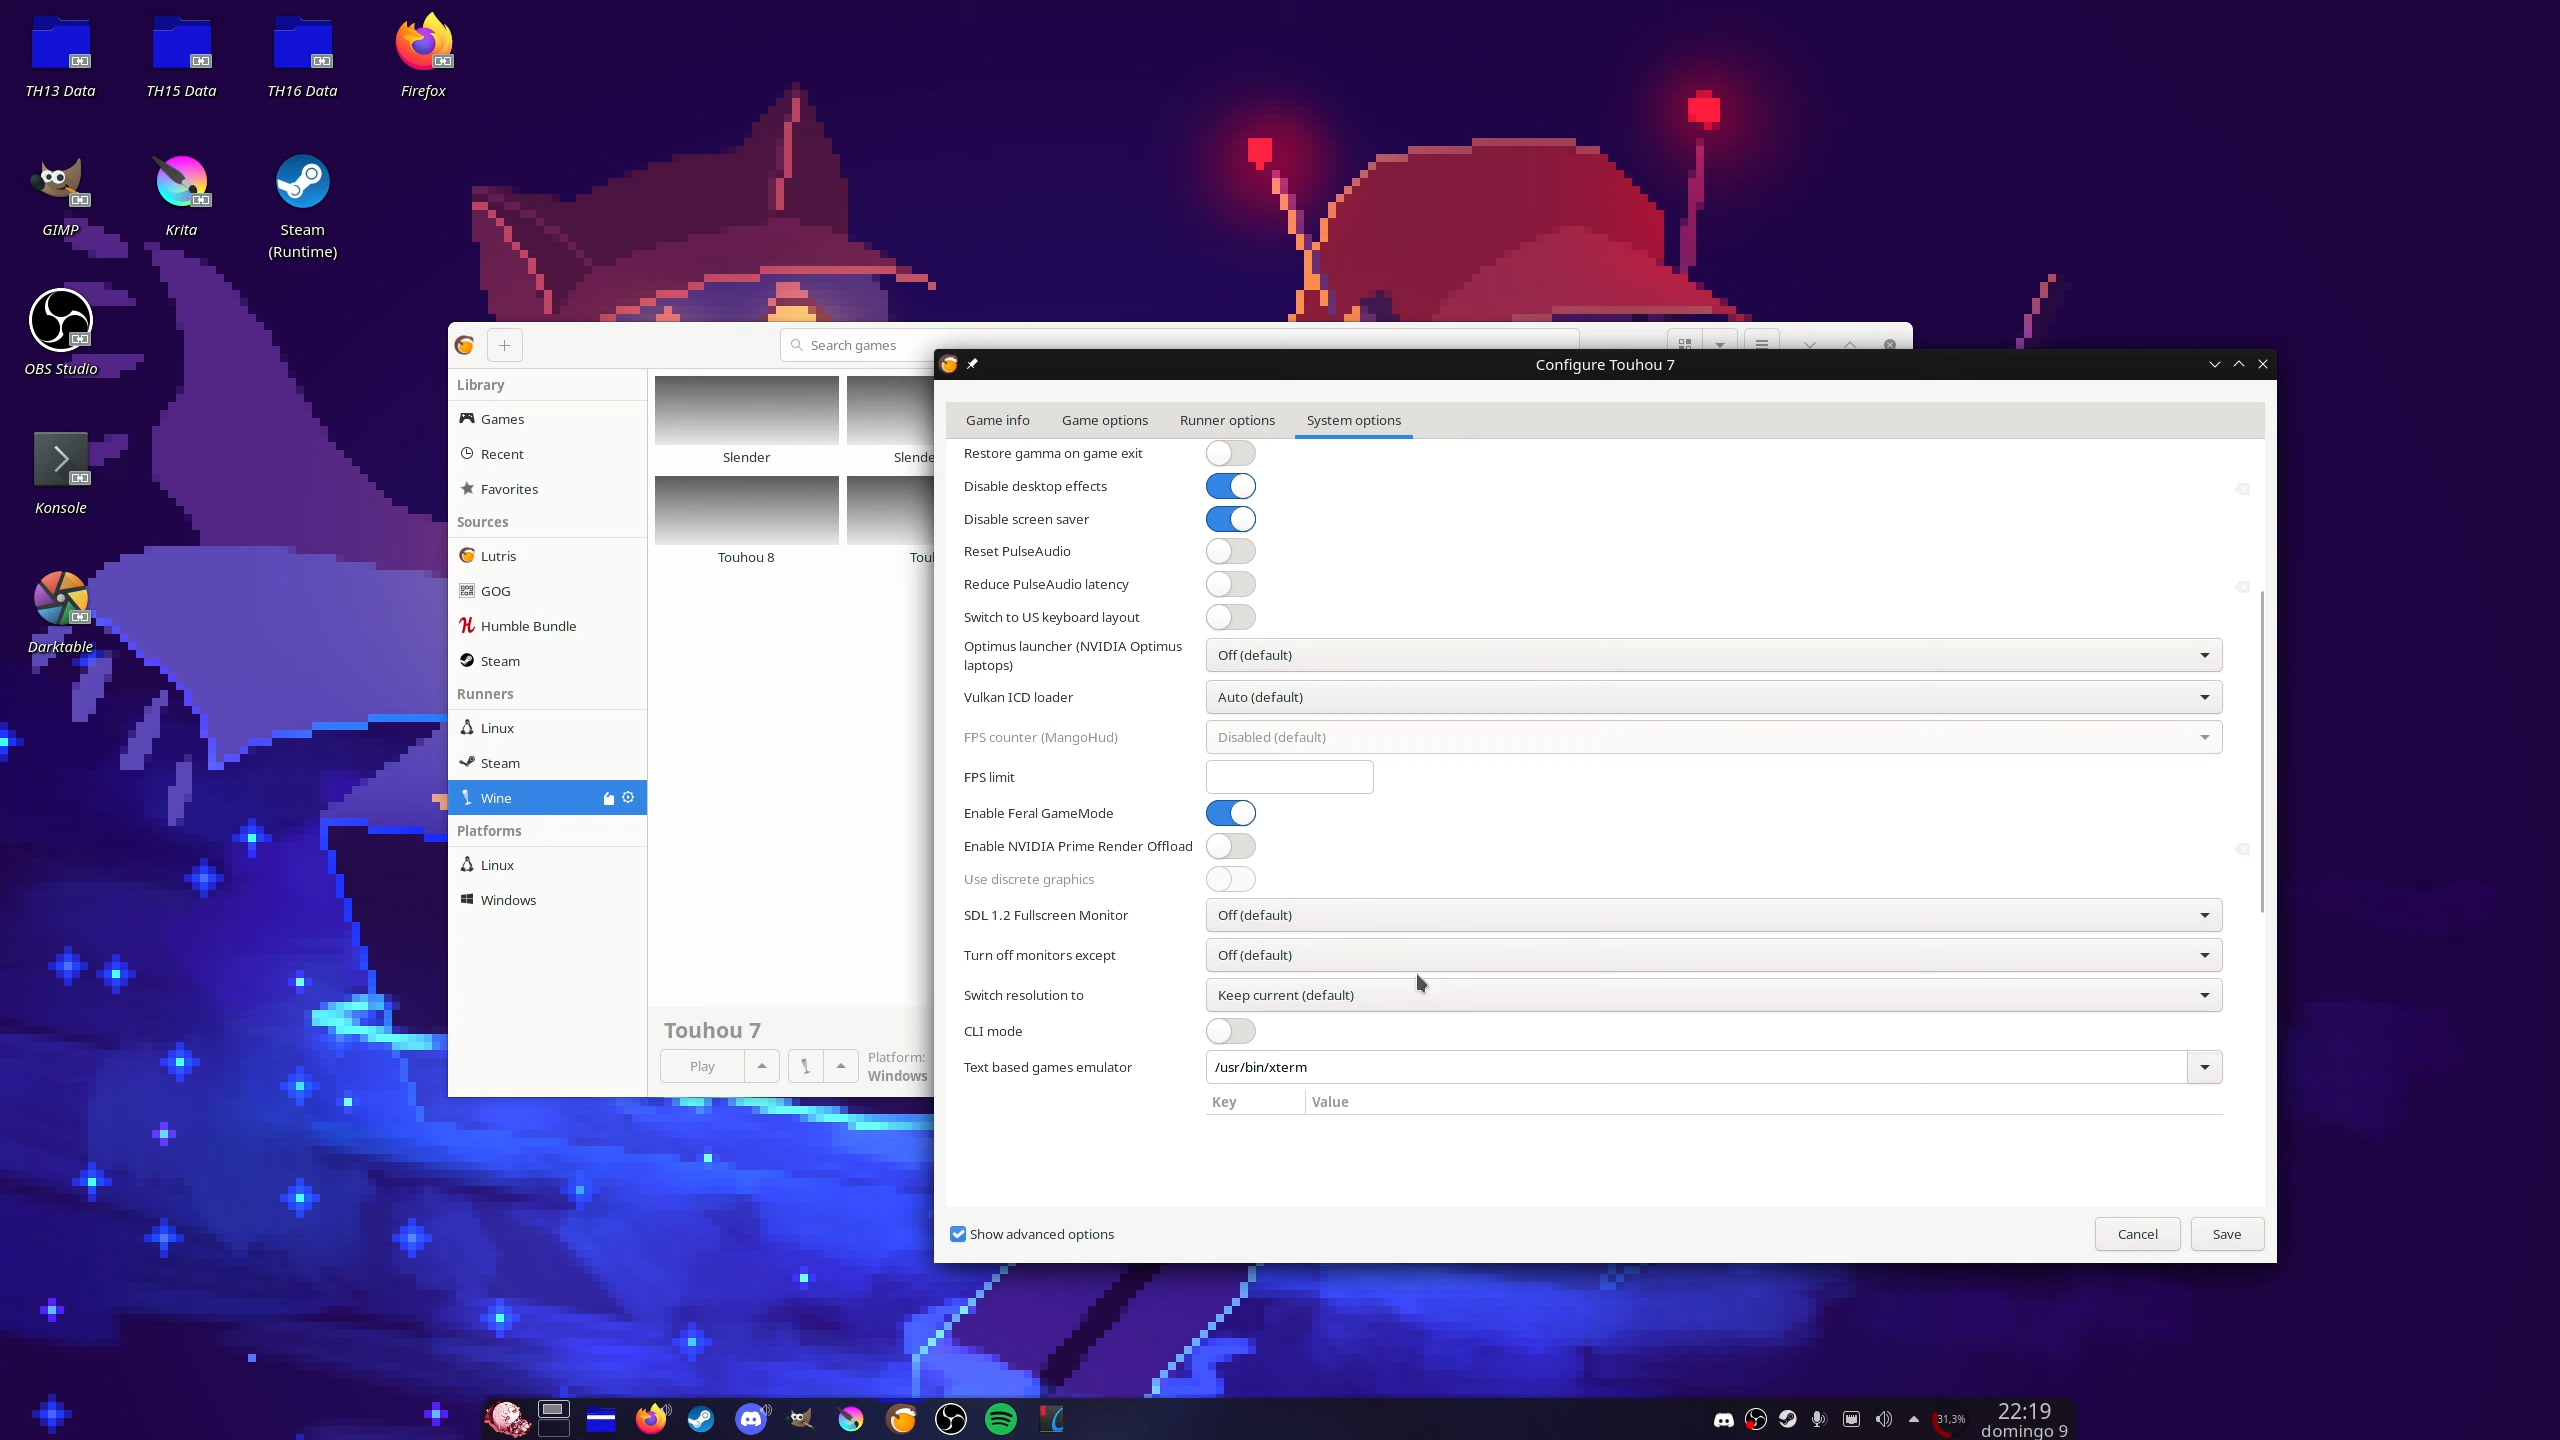 TH13 Data
TH15 Data
TH16 Data
Firefox
GIMP
Krita
Steam
(Runtime)
OBS Studio
Konsole
Darktable
Search games
Library
Games
Recent
Favorites
Sources
Lutris
GOG
Humble Bundle
Steam
Runners
Linux
Steam
Wine
Platforms
Linux
Windows
Slender
Slende
Touhou 8
Tou
Touhou 7
Play
Platform:
Windows
Configure Touhou 7
Game info
Game options
Runner options
System options
Restore gamma on game exit
Disable desktop effects
Disable screen saver
Reset PulseAudio
Reduce PulseAudio latency
Switch to US keyboard layout
Optimus launcher (NVIDIA Optimus
laptops)
Off (default)
Vulkan ICD loader
Auto (default)
FPS counter (MangoHud)
Disabled (default)
FPS limit
Enable Feral GameMode
Enable NVIDIA Prime Render Offload
Use discrete graphics
SDL 1.2 Fullscreen Monitor
Off (default)
Turn off monitors except
Off (default)
Switch resolution to
Keep current (default)
CLI mode
Text based games emulator
/usr/bin/xterm
Key
Value
Show advanced options
Cancel
Save
31,3%
22:19
domingo 9